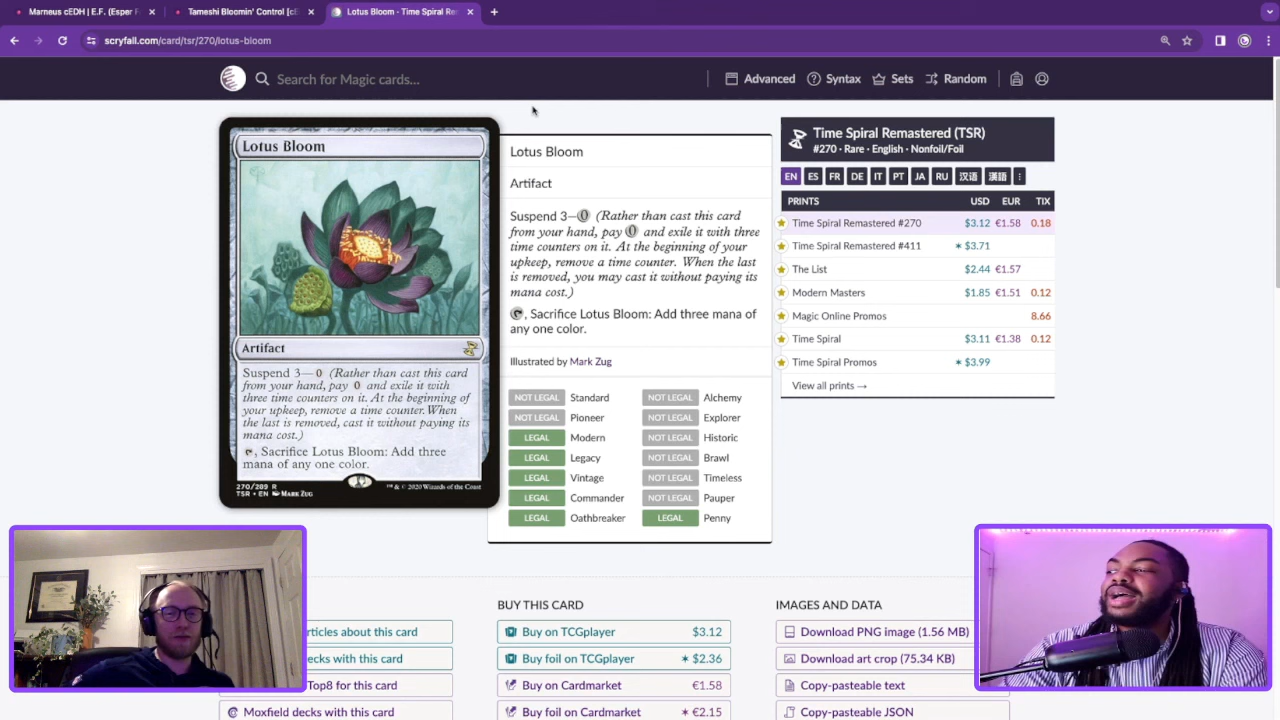 Marneus cEDH | E.F. (Esper F
Tameshi Bloomin' Control [cE
Lotus Bloom - Time Spiral Re
scryfall.com/card/tsr/270/lotus-bloom
Search for Magic cards...
Advanced
Syntax
Sets
Random
Lotus Bloom
Artifact
Suspend 3—0 (Rather than cast this card
from your hand, pay 0 and exile it with
three time counters on it. At the beginning of
your upkeep, remove a time counter. When
the last is removed, cast it without paying its
mana cost.)
, Sacrifice Lotus Bloom: Add three
mana of any one color.
270/289 R
TSR • EN MARK ZUG
™ & © 2020 Wizards of the Coast
Lotus Bloom
Artifact
Suspend 3—0 (Rather than cast this card
from your hand, pay 0 and exile it with three
time counters on it. At the beginning of your
upkeep, remove a time counter. When the last
is removed, you may cast it without paying its
mana cost.)
, Sacrifice Lotus Bloom: Add three mana of
any one color.
Illustrated by Mark Zug
NOT LEGAL Standard NOT LEGAL Alchemy
NOT LEGAL Pioneer NOT LEGAL Explorer
LEGAL Modern NOT LEGAL Historic
LEGAL Legacy NOT LEGAL Brawl
LEGAL Vintage NOT LEGAL Timeless
LEGAL Commander NOT LEGAL Pauper
LEGAL Oathbreaker LEGAL Penny
Time Spiral Remastered (TSR)
#270 · Rare · English · Nonfoil/Foil
EN ES FR DE IT PT JA RU 汉语 漢語
PRINTS USD EUR TIX
Time Spiral Remastered #270 $3.12 €1.58 0.18
Time Spiral Remastered #411 ✶ $3.71
The List $2.44 €1.57
Modern Masters $1.85 €1.51 0.12
Magic Online Promos 8.66
Time Spiral $3.11 €1.38 0.12
Time Spiral Promos ✶ $3.99
View all prints →
rticles about this card
ecks with this card
Top8 for this card
Moxfield decks with this card
BUY THIS CARD
Buy on TCGplayer $3.12
Buy foil on TCGplayer ✶ $2.36
Buy on Cardmarket €1.58
Buy foil on Cardmarket ✶ €2.15
IMAGES AND DATA
Download PNG image (1.56 MB)
Download art crop (75.34 KB)
Copy-pasteable text
Copy-pasteable JSON